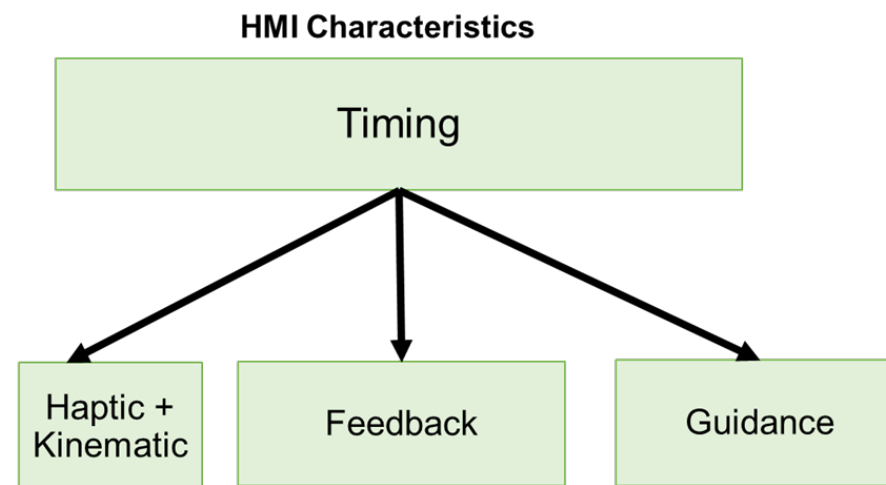 HMI Characteristics
Timing
Haptic +
Kinematic
Feedback
Guidance